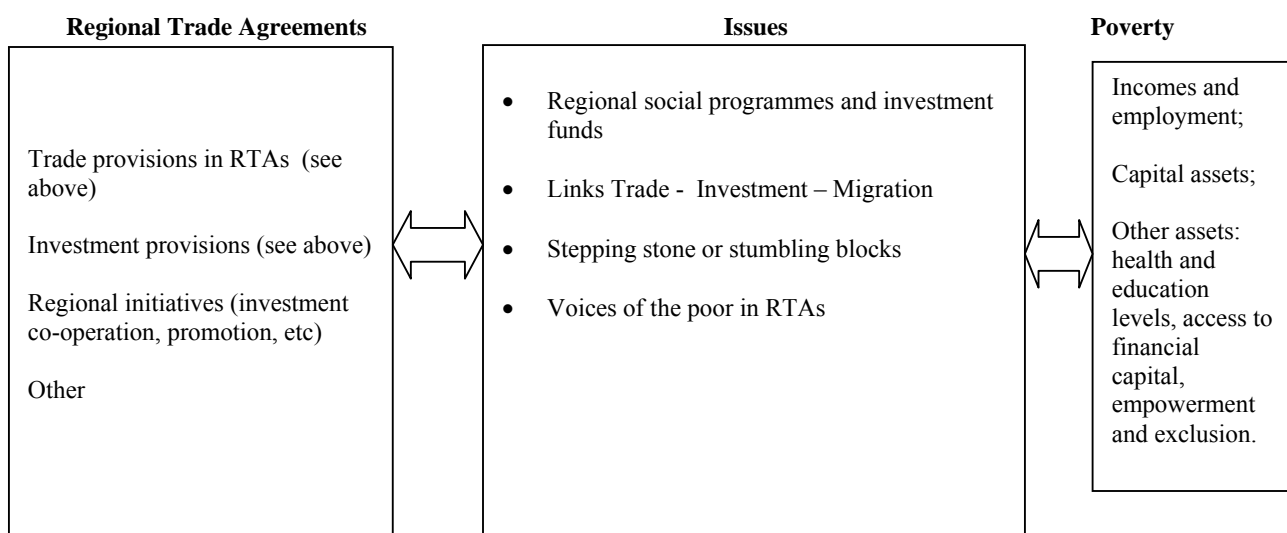 Regional Trade Agreements
Issues
Poverty
Trade provisions in RTAs (see
above)
Investment provisions (see above)
Regional initiatives (investment
co-operation, promotion, etc)
Other
• Regional social programmes and investment
funds
• Links Trade - Investment – Migration
• Stepping stone or stumbling blocks
• Voices of the poor in RTAs
Incomes and
employment;
Capital assets;
Other assets:
health and
education
levels, access to
financial
capital,
empowerment
and exclusion.